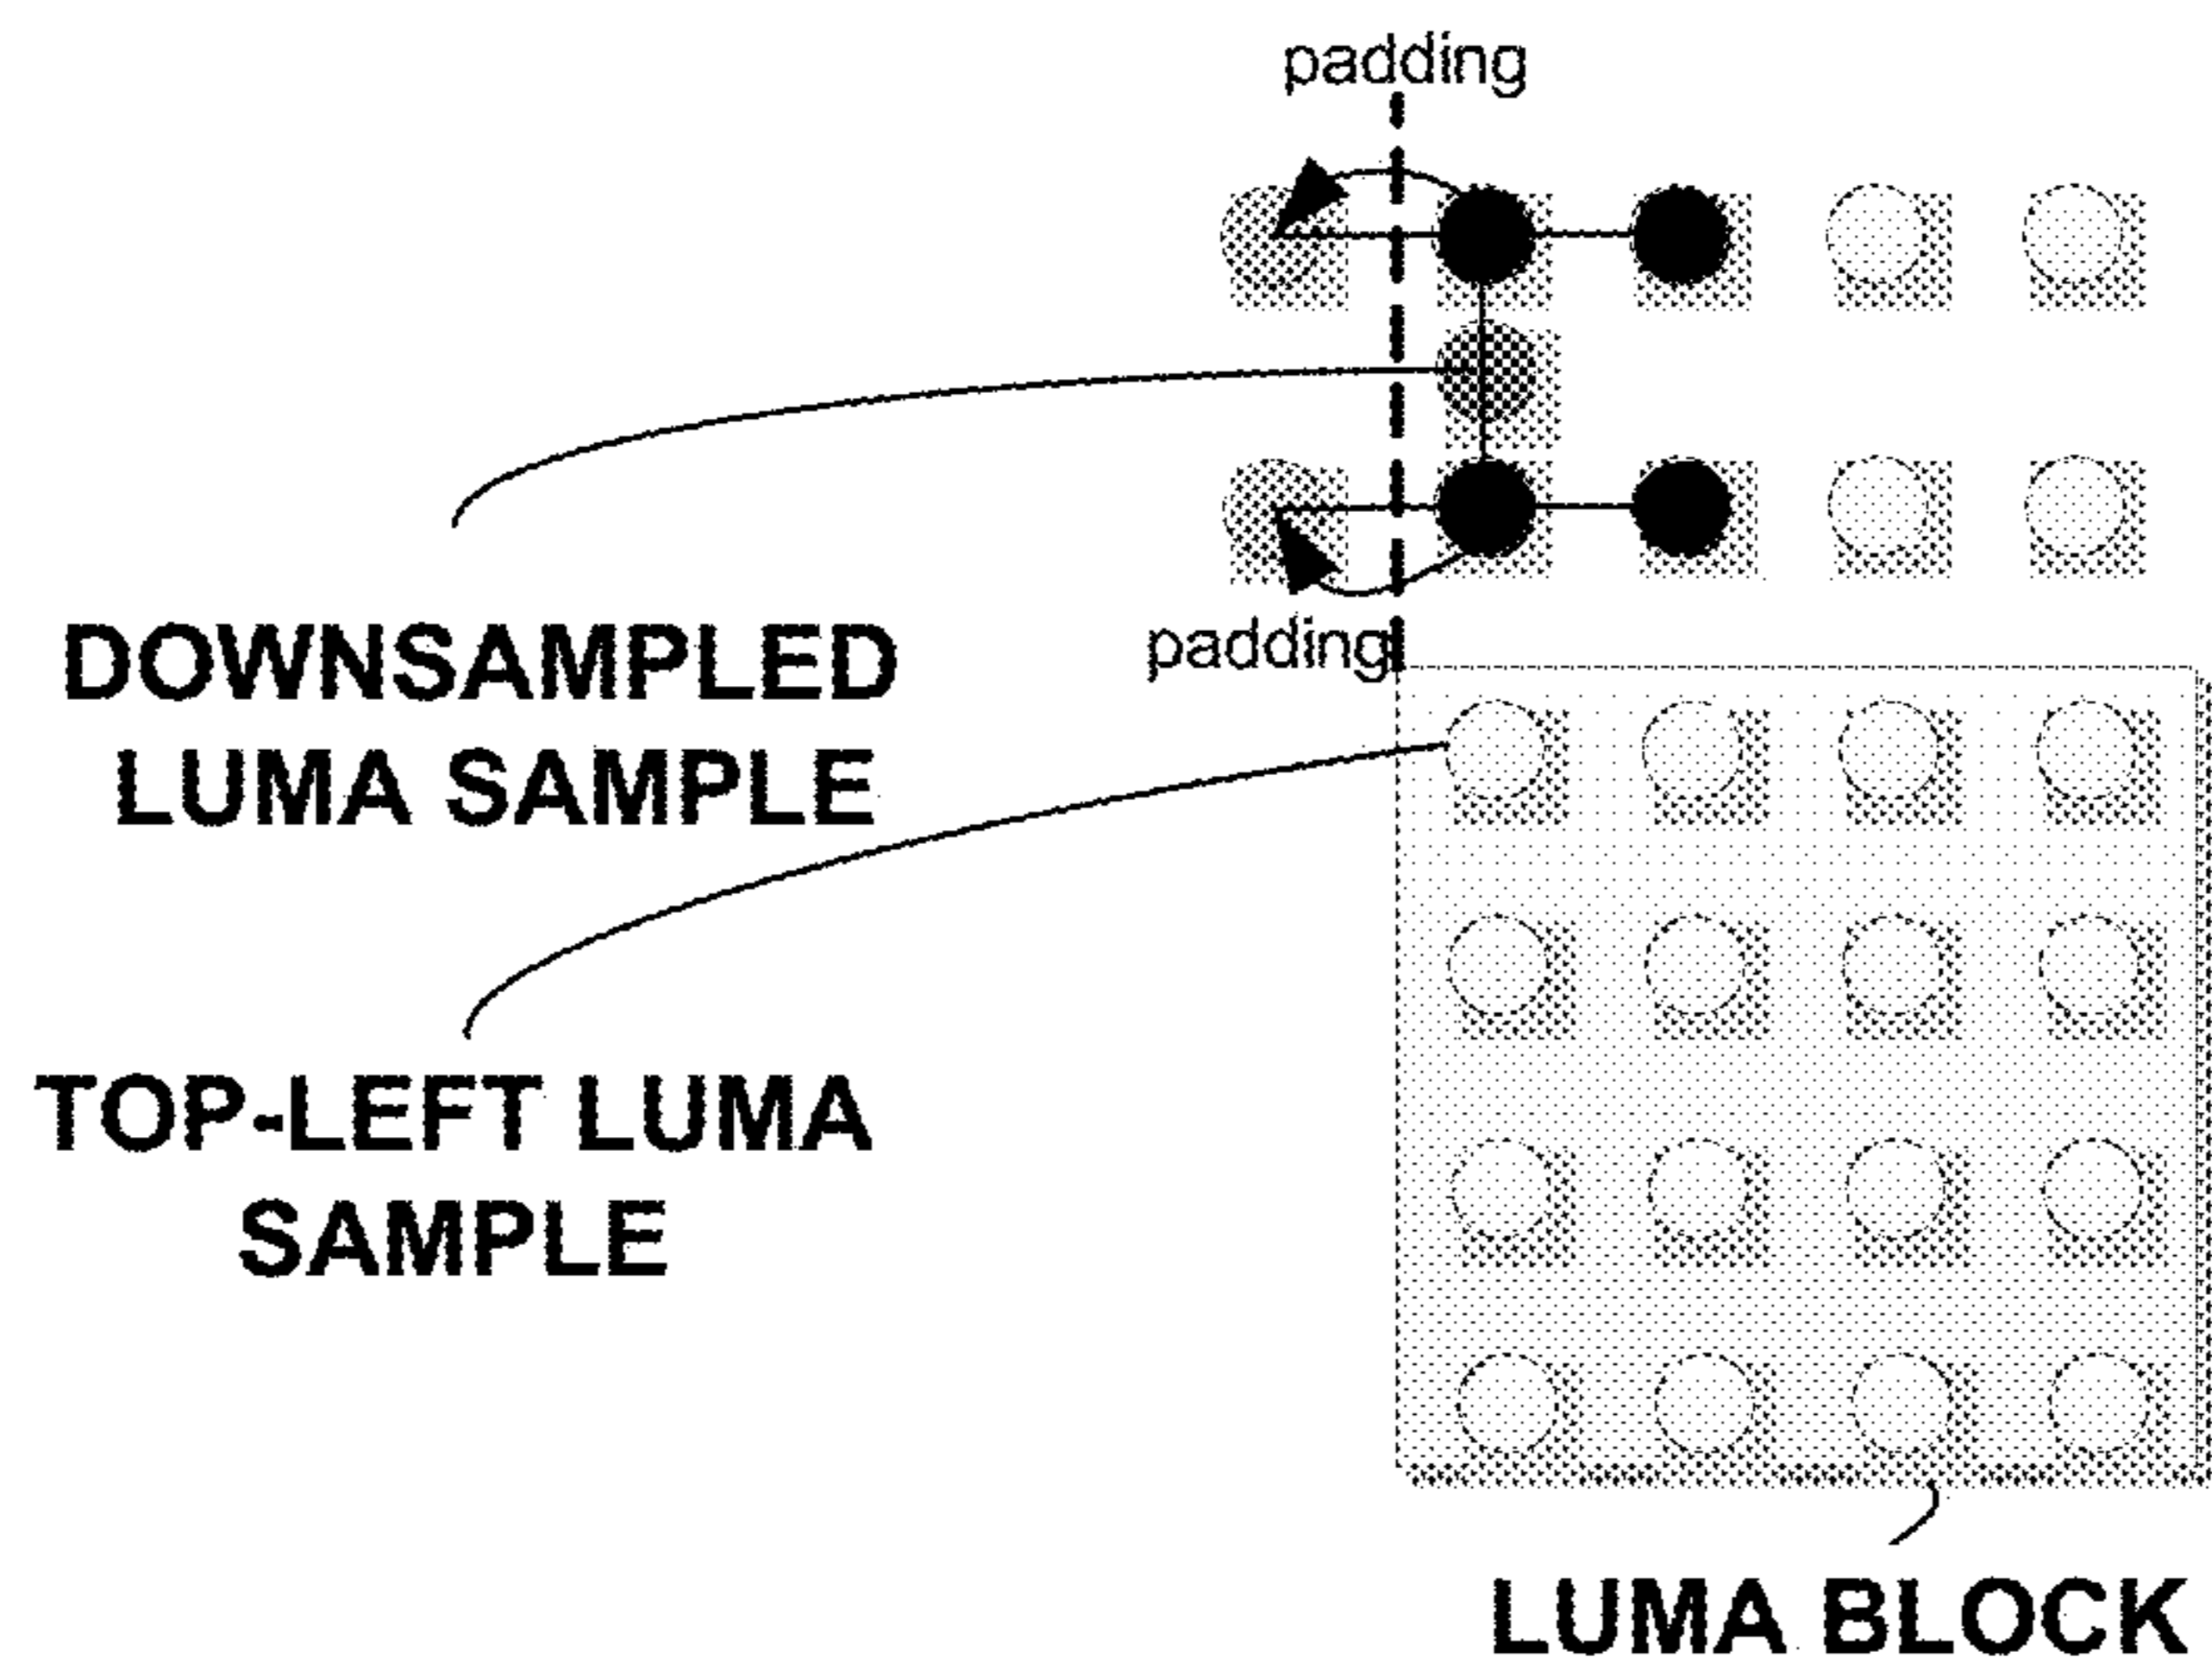 padding
padding
DOWNSAMPLED
LUMA SAMPLE
TOP-LEFT LUMA
SAMPLE
LUMA BLOCK